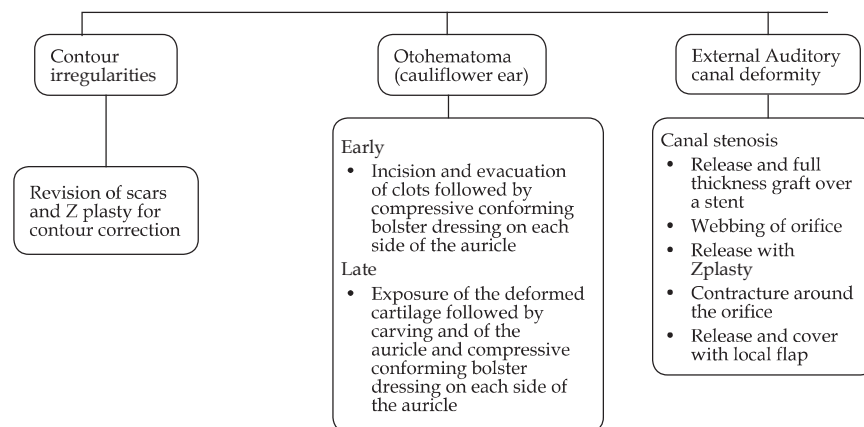 Contour
irregularities
Revision of scars
and Z plasty for
contour correction
Otohematoma
(cauliflower ear)
Early
• Incision and evacuation
of clots followed by
compressive conforming
bolster dressing on each
side of the auricle
Late
• Exposure of the deformed
cartilage followed by
carving and of the
auricle and compressive
conforming bolster
dressing on each side of
the auricle
External Auditory
canal deformity
Canal stenosis
• Release and full
thickness graft over
a stent
• Webbing of orifice
• Release with
Zplasty
• Contracture around
the orifice
• Release and cover
with local flap